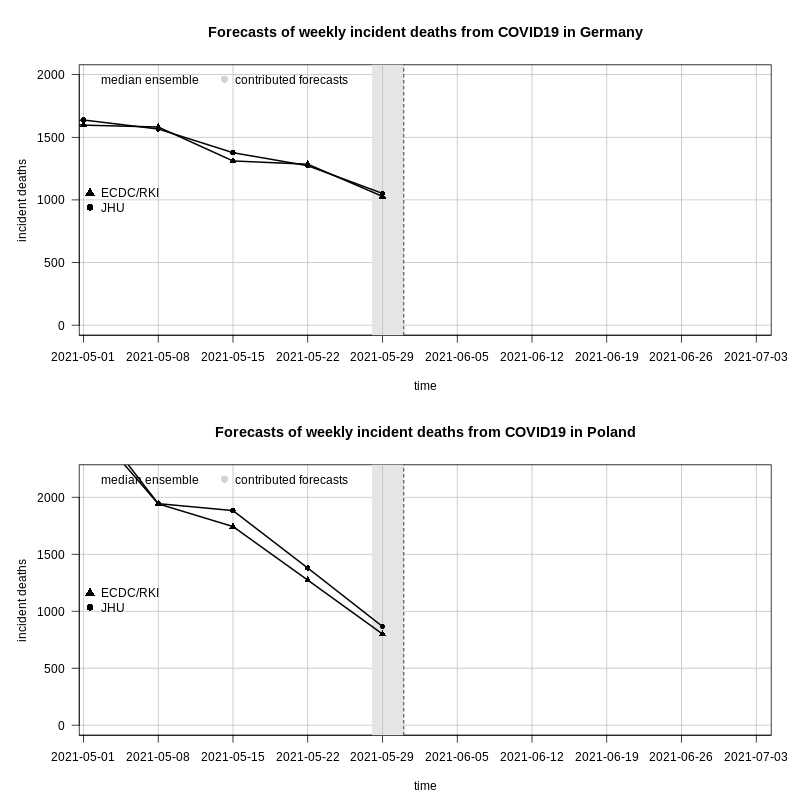 Forecasts of weekly incident deaths from COVID19 in Germany
median ensemble contributed forecasts
2000
1500
1000
500
0
incident deaths
ECDC/RKI
JHU
2021-05-01 2021-05-08 2021-05-15 2021-05-22 2021-05-29 2021-06-05 2021-06-12 2021-06-19 2021-06-26 2021-07-03
time
Forecasts of weekly incident deaths from COVID19 in Poland
median ensemble contributed forecasts
2000
1500
1000
500
0
incident deaths
ECDC/RKI
JHU
2021-05-01 2021-05-08 2021-05-15 2021-05-22 2021-05-29 2021-06-05 2021-06-12 2021-06-19 2021-06-26 2021-07-03
time